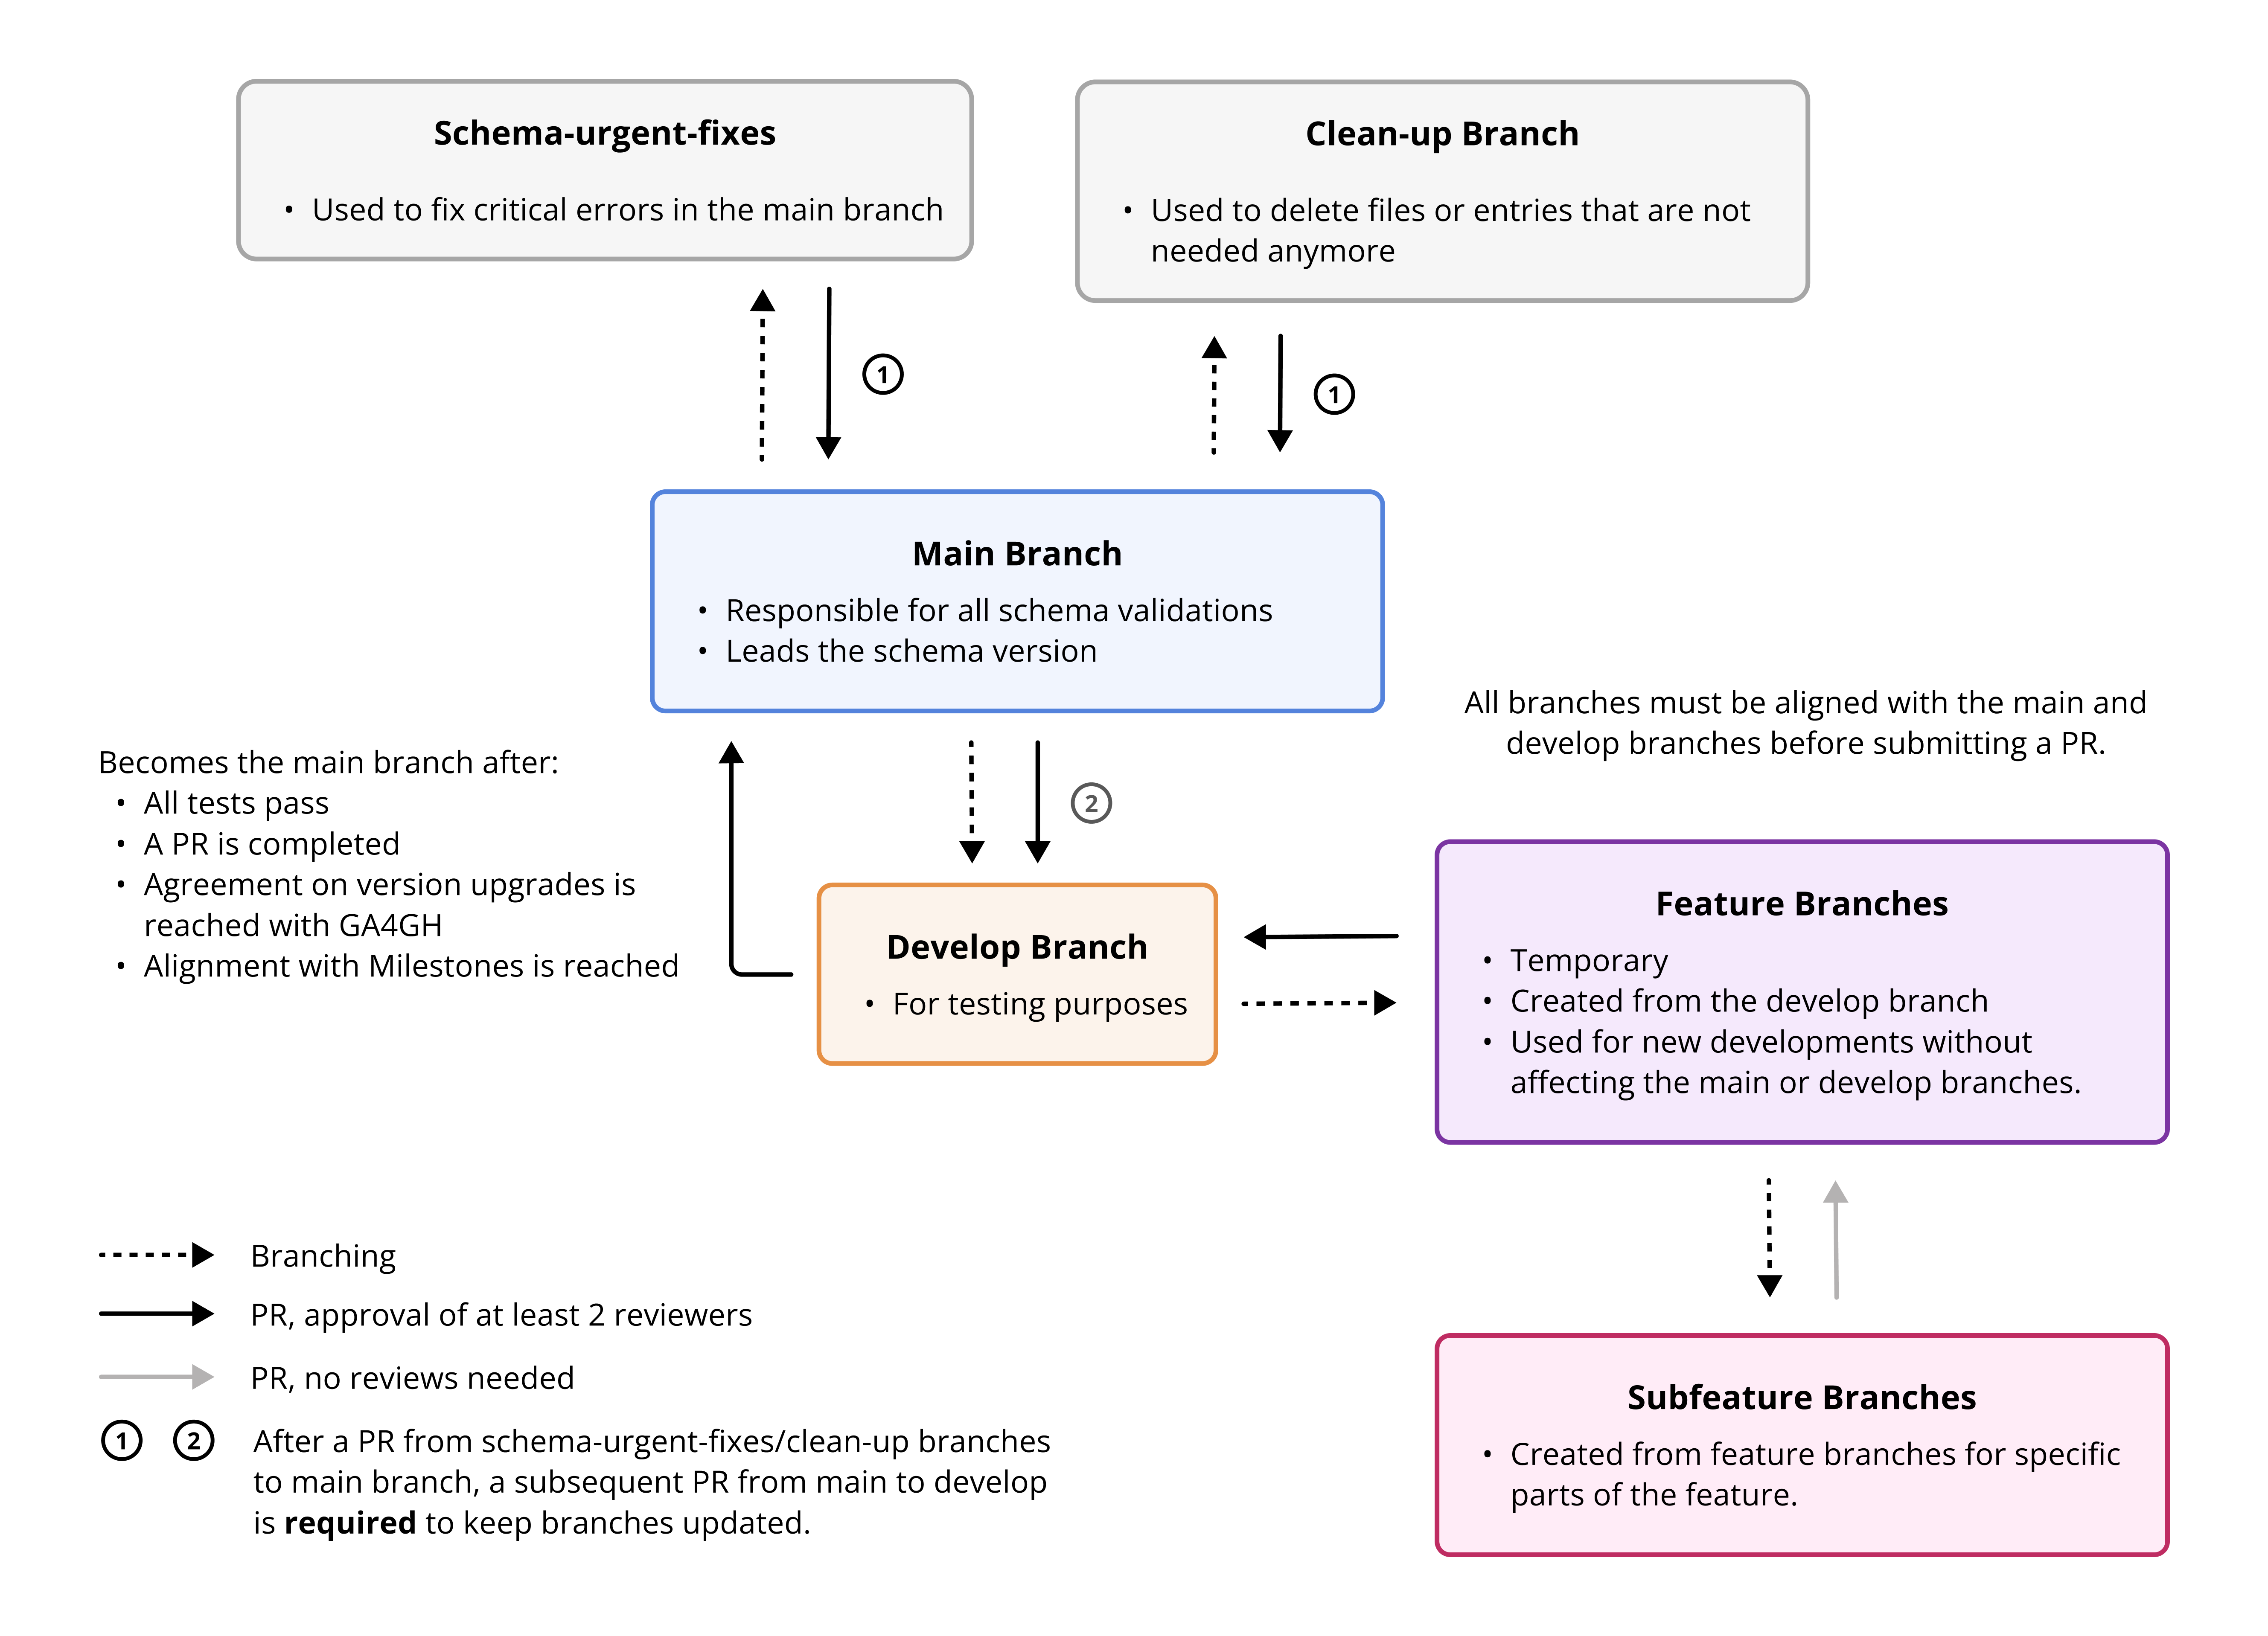 Schema-urgent-fixes
• Used to fix critical errors in the main branch
Clean-up Branch
• Used to delete files or entries that are not
needed anymore
1
1
Main Branch
• Responsible for all schema validations
• Leads the schema version
All branches must be aligned with the main and
develop branches before submitting a PR.
Becomes the main branch after:
• All tests pass
• A PR is completed
• Agreement on version upgrades is
reached with GA4GH
• Alignment with Milestones is reached
2
Develop Branch
• For testing purposes
Feature Branches
• Temporary
• Created from the develop branch
• Used for new developments without
affecting the main or develop branches.
Subfeature Branches
• Created from feature branches for specific
parts of the feature.
Branching
PR, approval of at least 2 reviewers
PR, no reviews needed
1 2 After a PR from schema-urgent-fixes/clean-up branches
to main branch, a subsequent PR from main to develop
is required to keep branches updated.